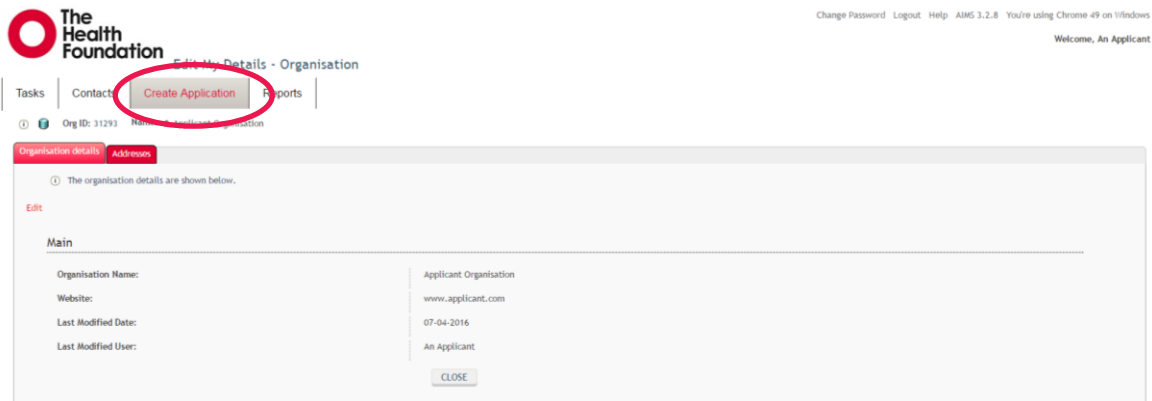 The
Health
Foundation
Change Password Logout Help AIMS 3.2.8 You're using Chrome 49 on Windows
Welcome, An Applicant
Edit My Details - Organisation
Tasks Contacts Create Application Reports
Org ID: 31293 Applicant Organisation
Organisation details Addresses
The organisation details are shown below.
Edit
Main
Organisation Name: Applicant Organisation
Website: www.applicant.com
Last Modified Date: 07-04-2016
Last Modified User: An Applicant
CLOSE